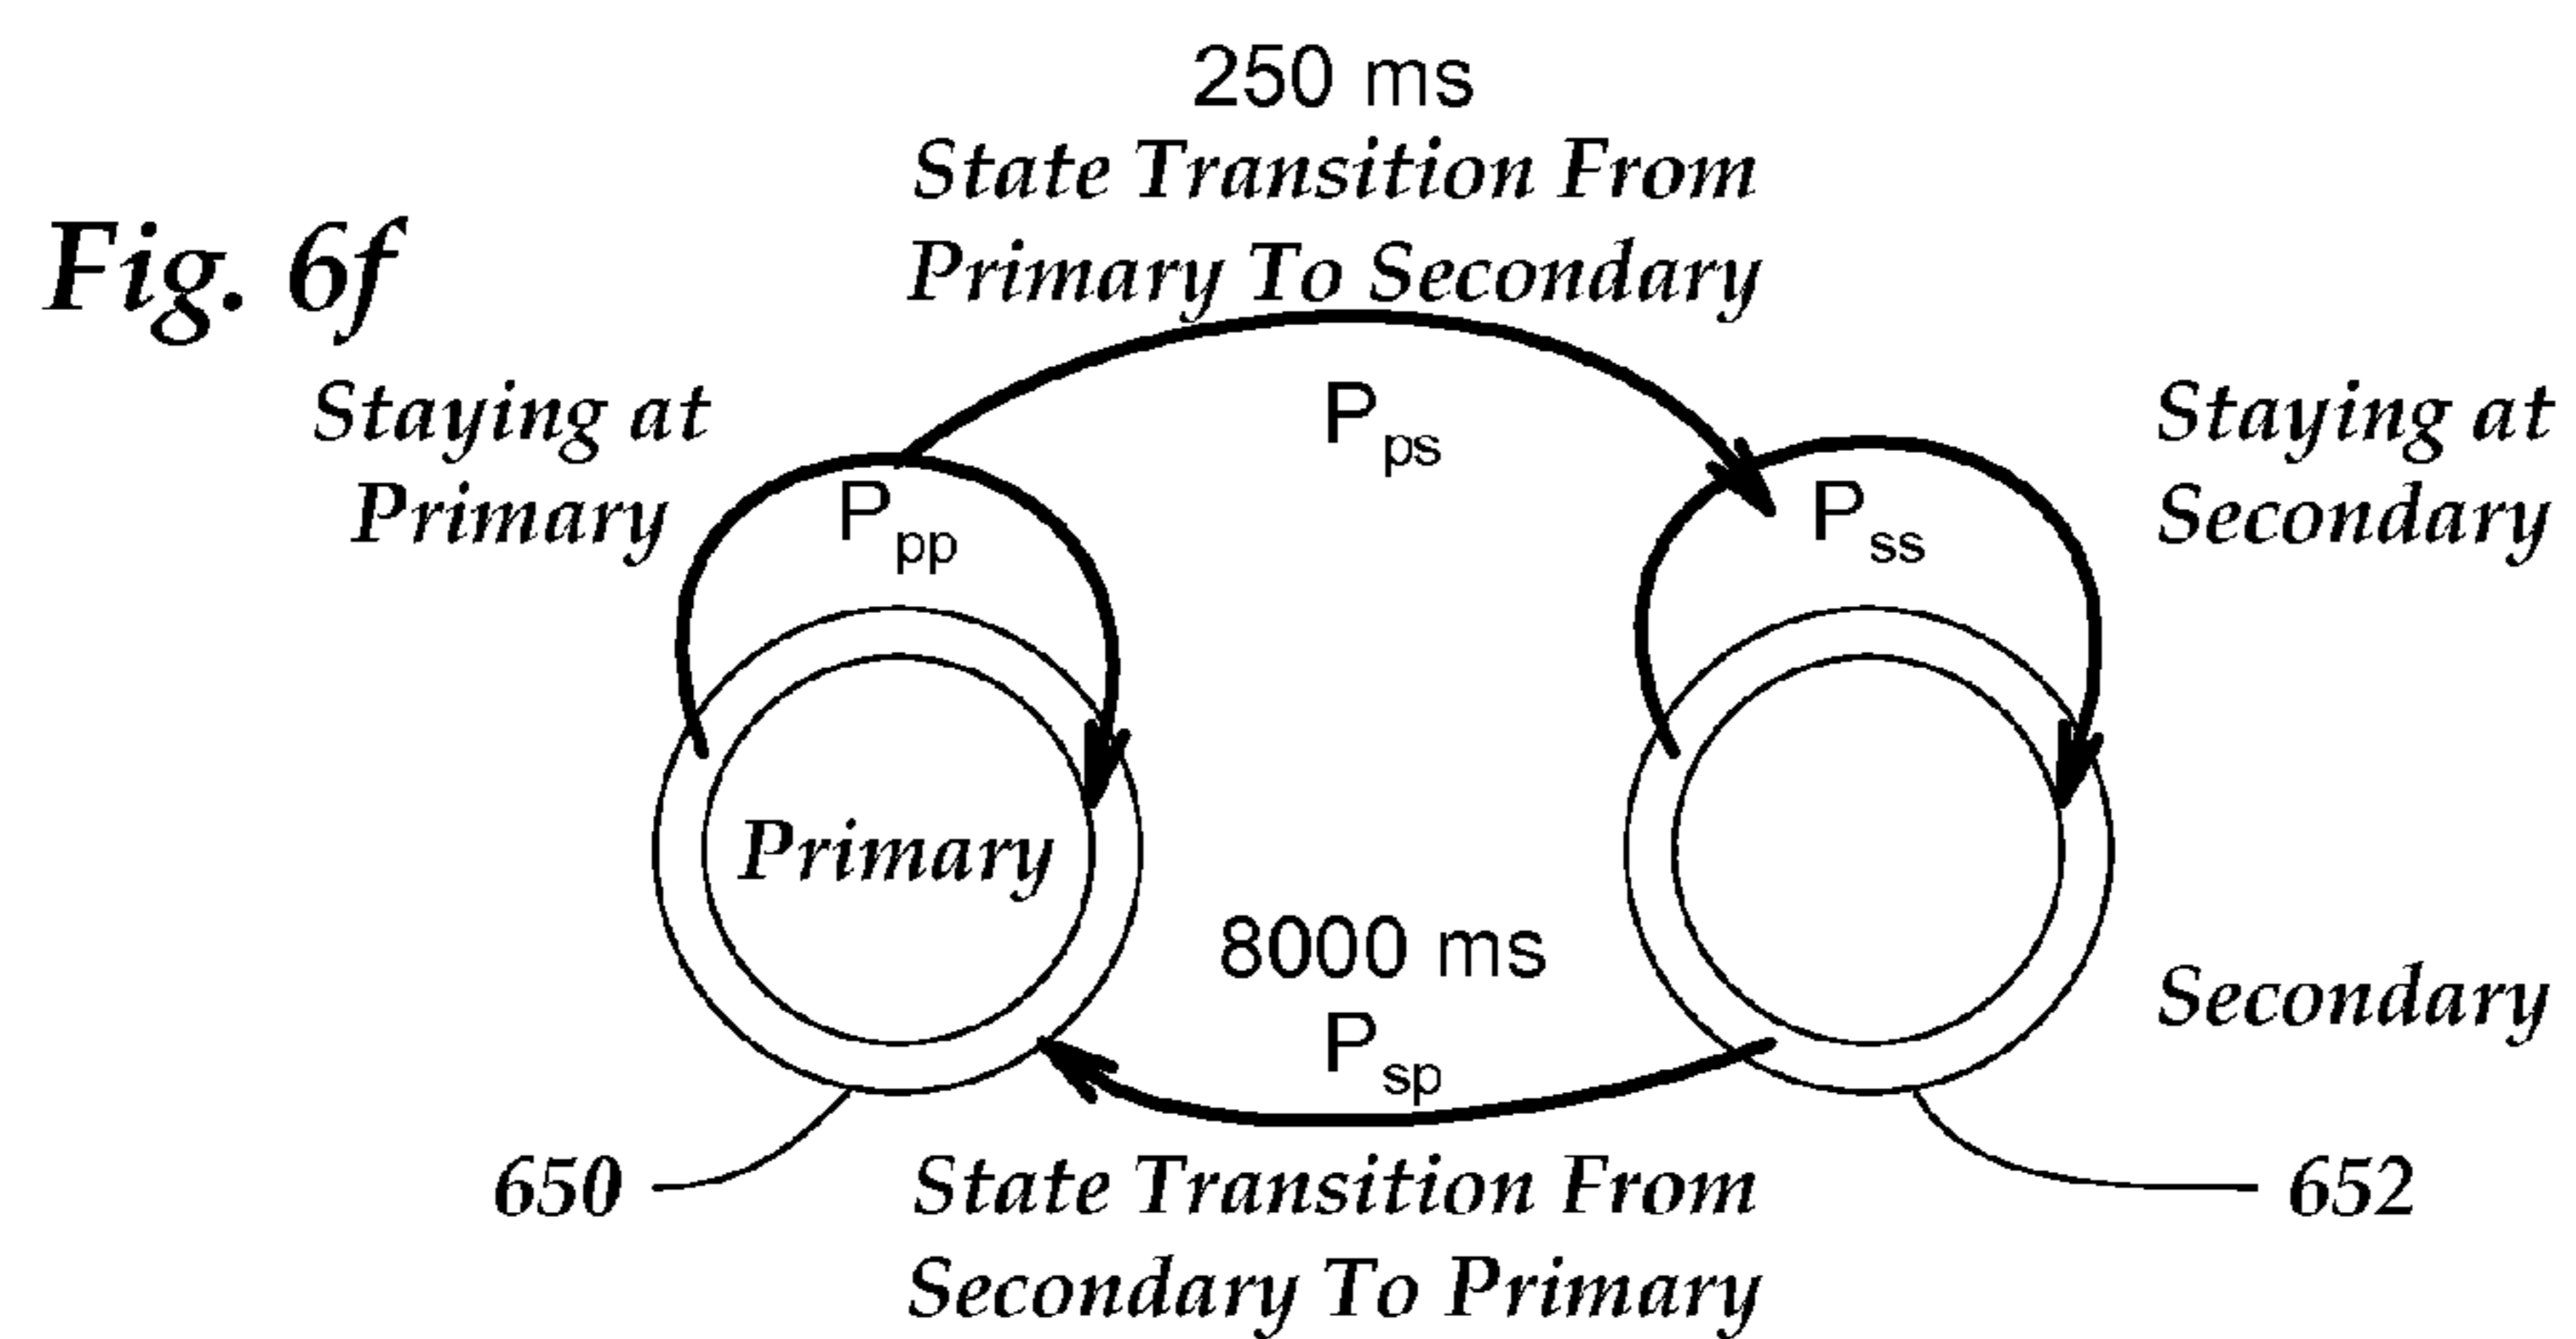 250 ms
State Transition From
Primary To Secondary
Fig. 6f
Staying at
Primary
Pps
Staying at
Secondary
Ppp
Pss
Primary
8000 ms
Psp
Secondary
650
State Transition From
Secondary To Primary
652